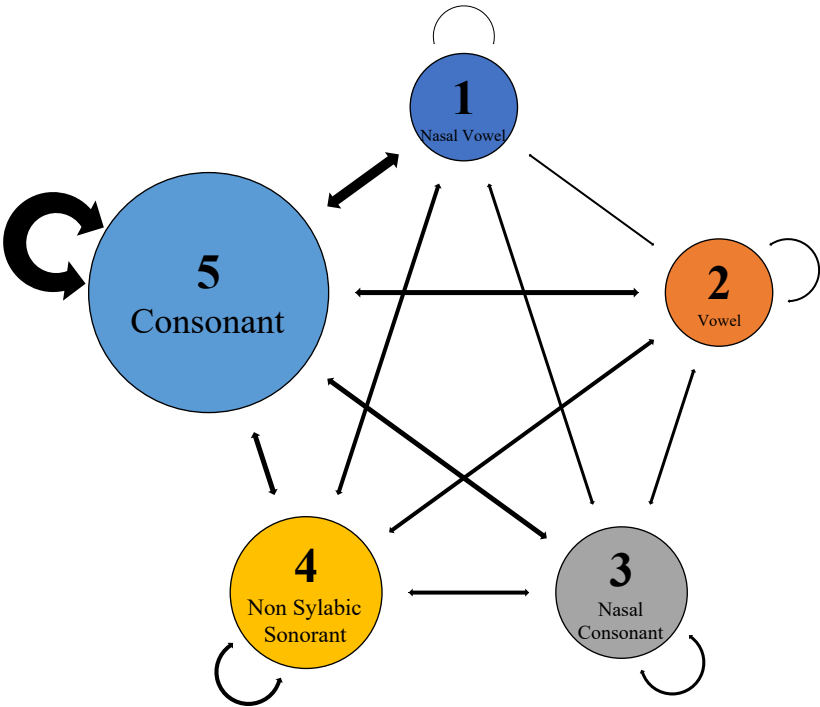 1
Nasal Vowel
5
Consonant
2
Vowel
4
Non Sylabic
Sonorant
3
Nasal
Consonant